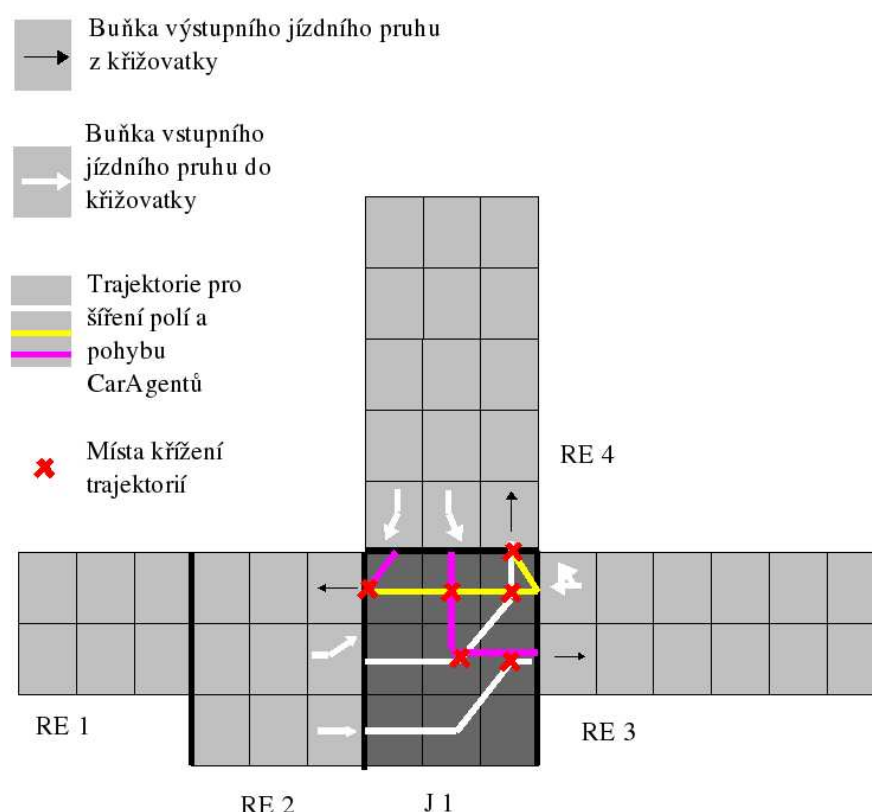 Buňka výstupního jízdního pruhu
z křižovatky
Buňka vstupního
jízdního pruhu do
křižovatky
Trajektorie pro
šíření polí a
pohybu
CarAgentů
Místa křížení
trajektorií
RE 4
RE 1
RE 3
RE 2
J 1